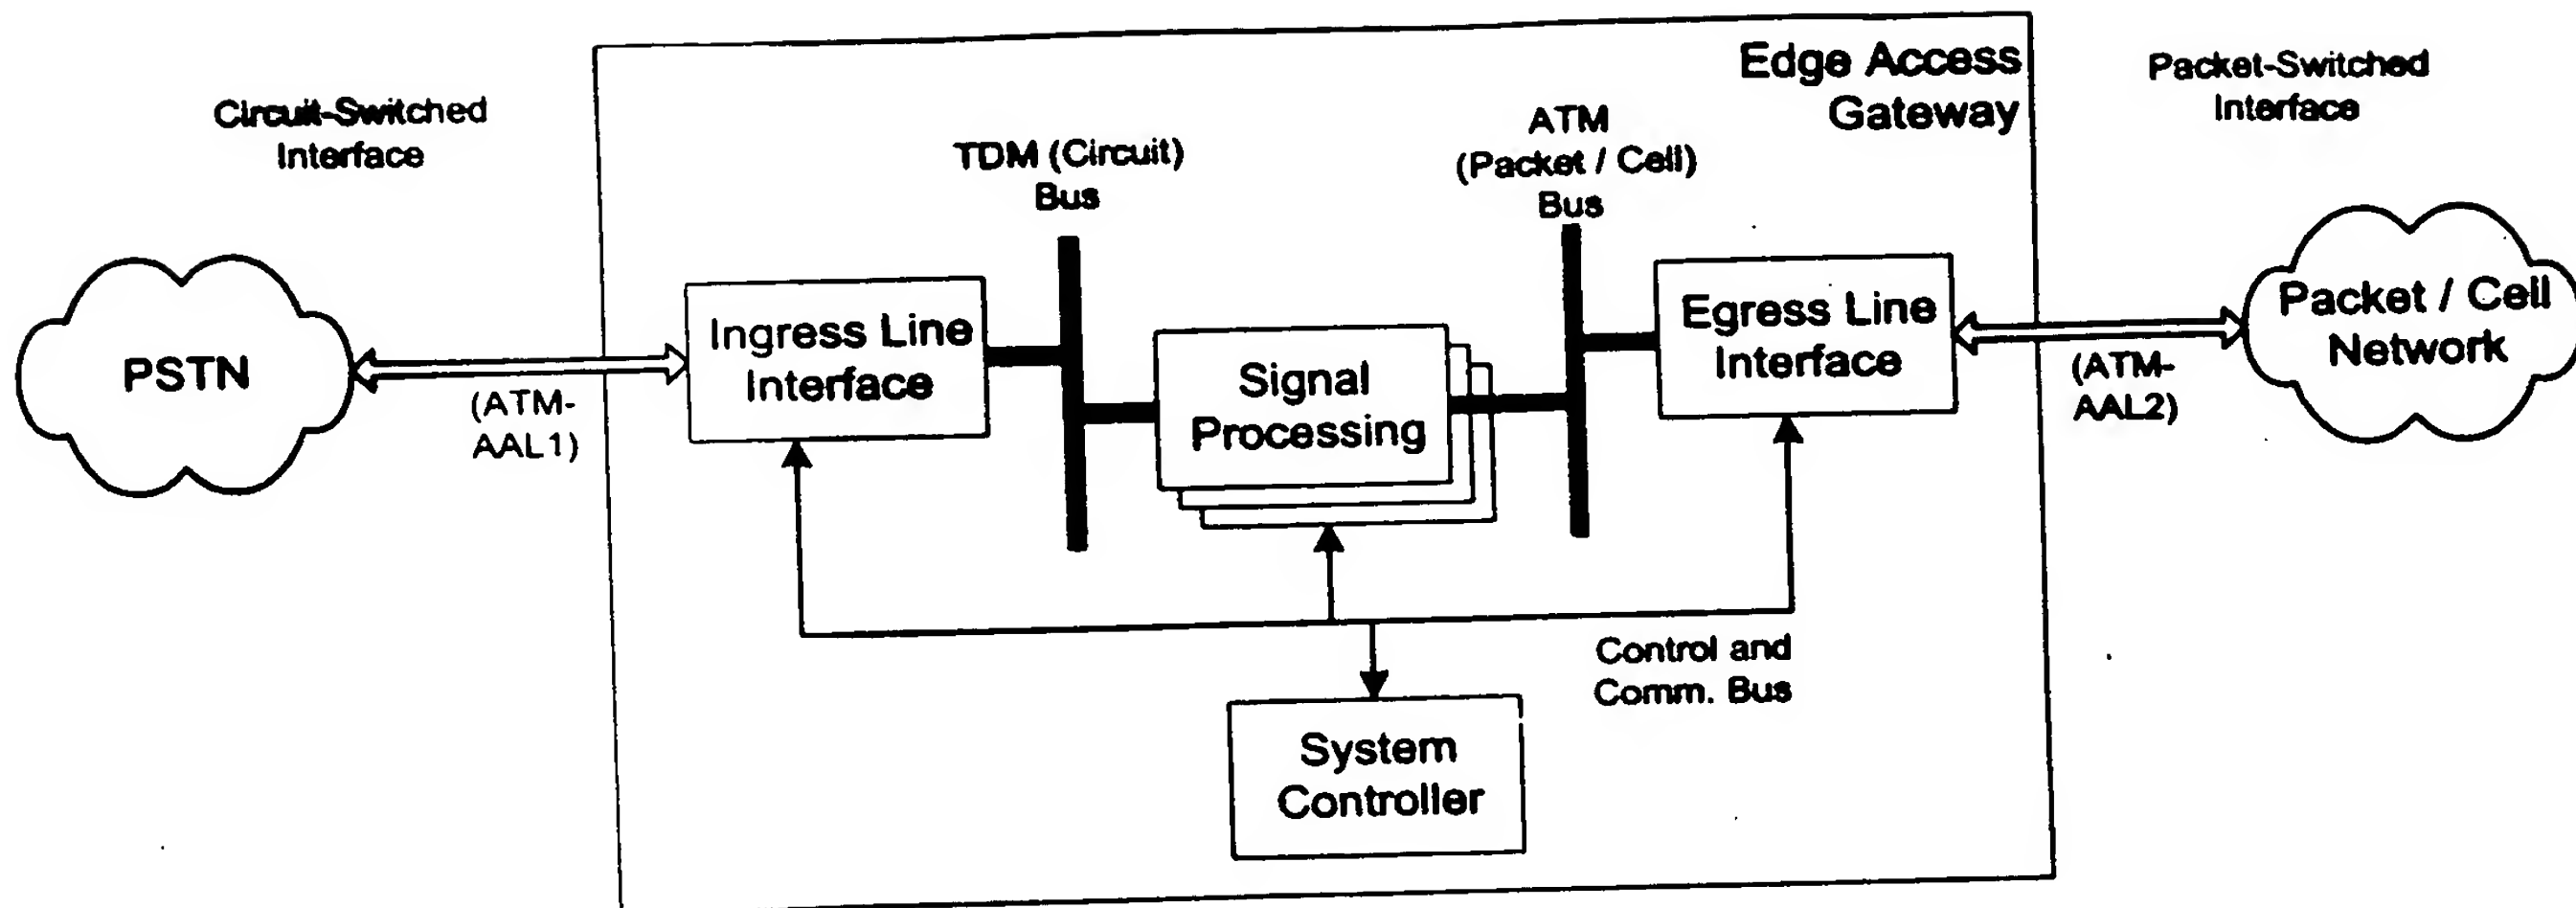 Edge Access
Gateway
Circuit-Switched
Interface
Packet-Switched
Interface
TDM (Circuit)
Bus
ATM
(Packet / Cell)
Bus
PSTN
(ATM-
AAL1)
Ingress Line
Interface
Signal
Processing
Egress Line
Interface
(ATM-
AAL2)
Packet / Cell
Network
Control and
Comm. Bus
System
Controller